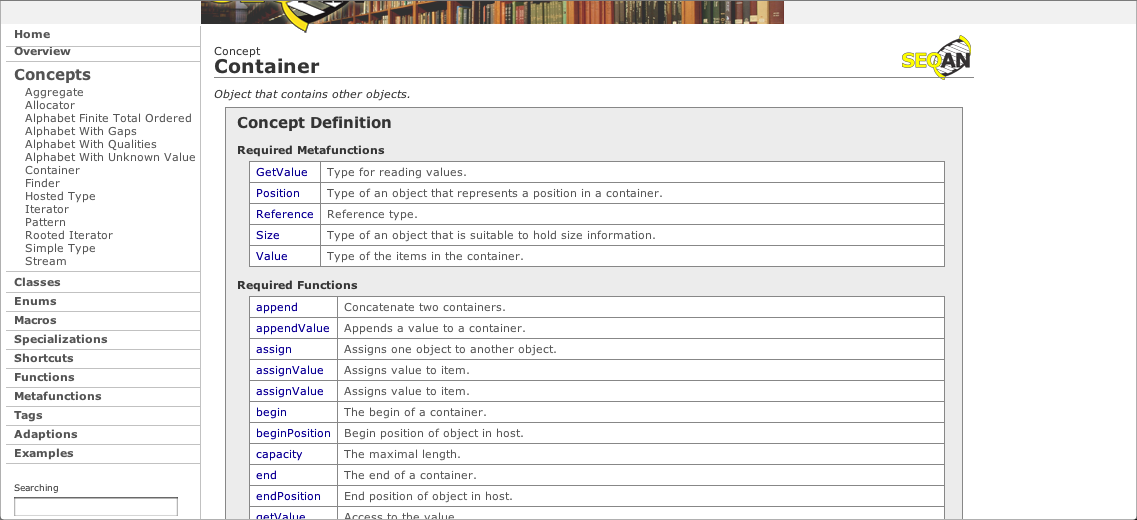 Home
Overview
Concepts
Aggregate
Allocator
Alphabet Finite Total Ordered
Alphabet With Gaps
Alphabet With Qualities
Alphabet With Unknown Value
Container
Finder
Hosted Type
Iterator
Pattern
Rooted Iterator
Simple Type
Stream
Classes
Enums
Macros
Specializations
Shortcuts
Functions
Metafunctions
Tags
Adaptions
Examples
Searching
Concept
Container
SEQAN
Object that contains other objects.
Concept Definition
Required Metafunctions
GetValue Type for reading values.
Position Type of an object that represents a position in a container.
Reference Reference type.
Size Type of an object that is suitable to hold size information.
Value Type of the items in the container.
Required Functions
append Concatenate two containers.
appendValue Appends a value to a container.
assign Assigns one object to another object.
assignValue Assigns value to item.
assignValue Assigns value to item.
begin The begin of a container.
beginPosition Begin position of object in host.
capacity The maximal length.
end The end of a container.
endPosition End position of object in host.
getValue Access to the value.